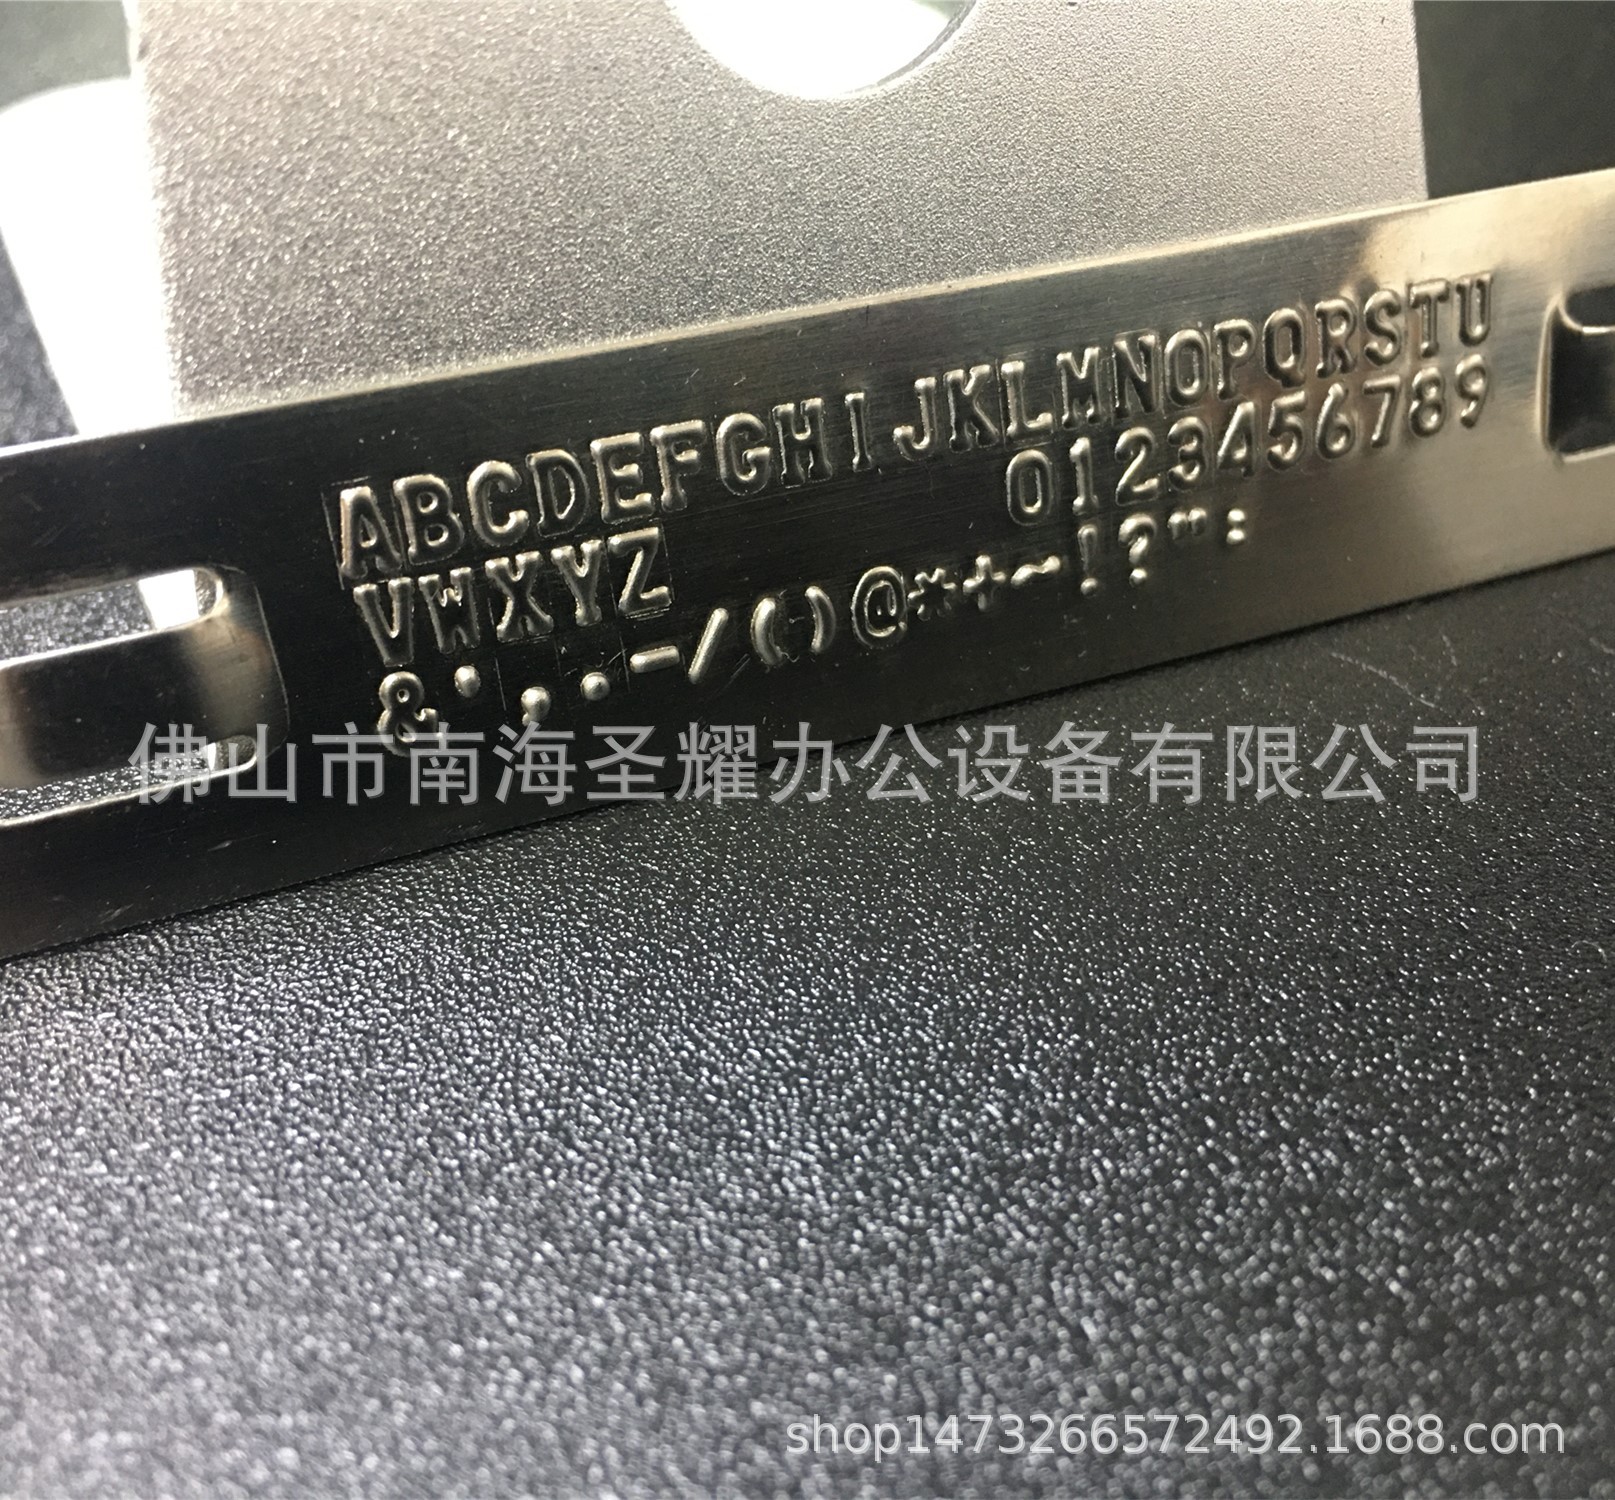 ABCDEFGHIJKLMNOPQRSTU
VWXYZ 0123456789
&',.-/()@*+~!?":
佛山市南海圣耀办公设备有限公司
shop1473266572492.1688.com